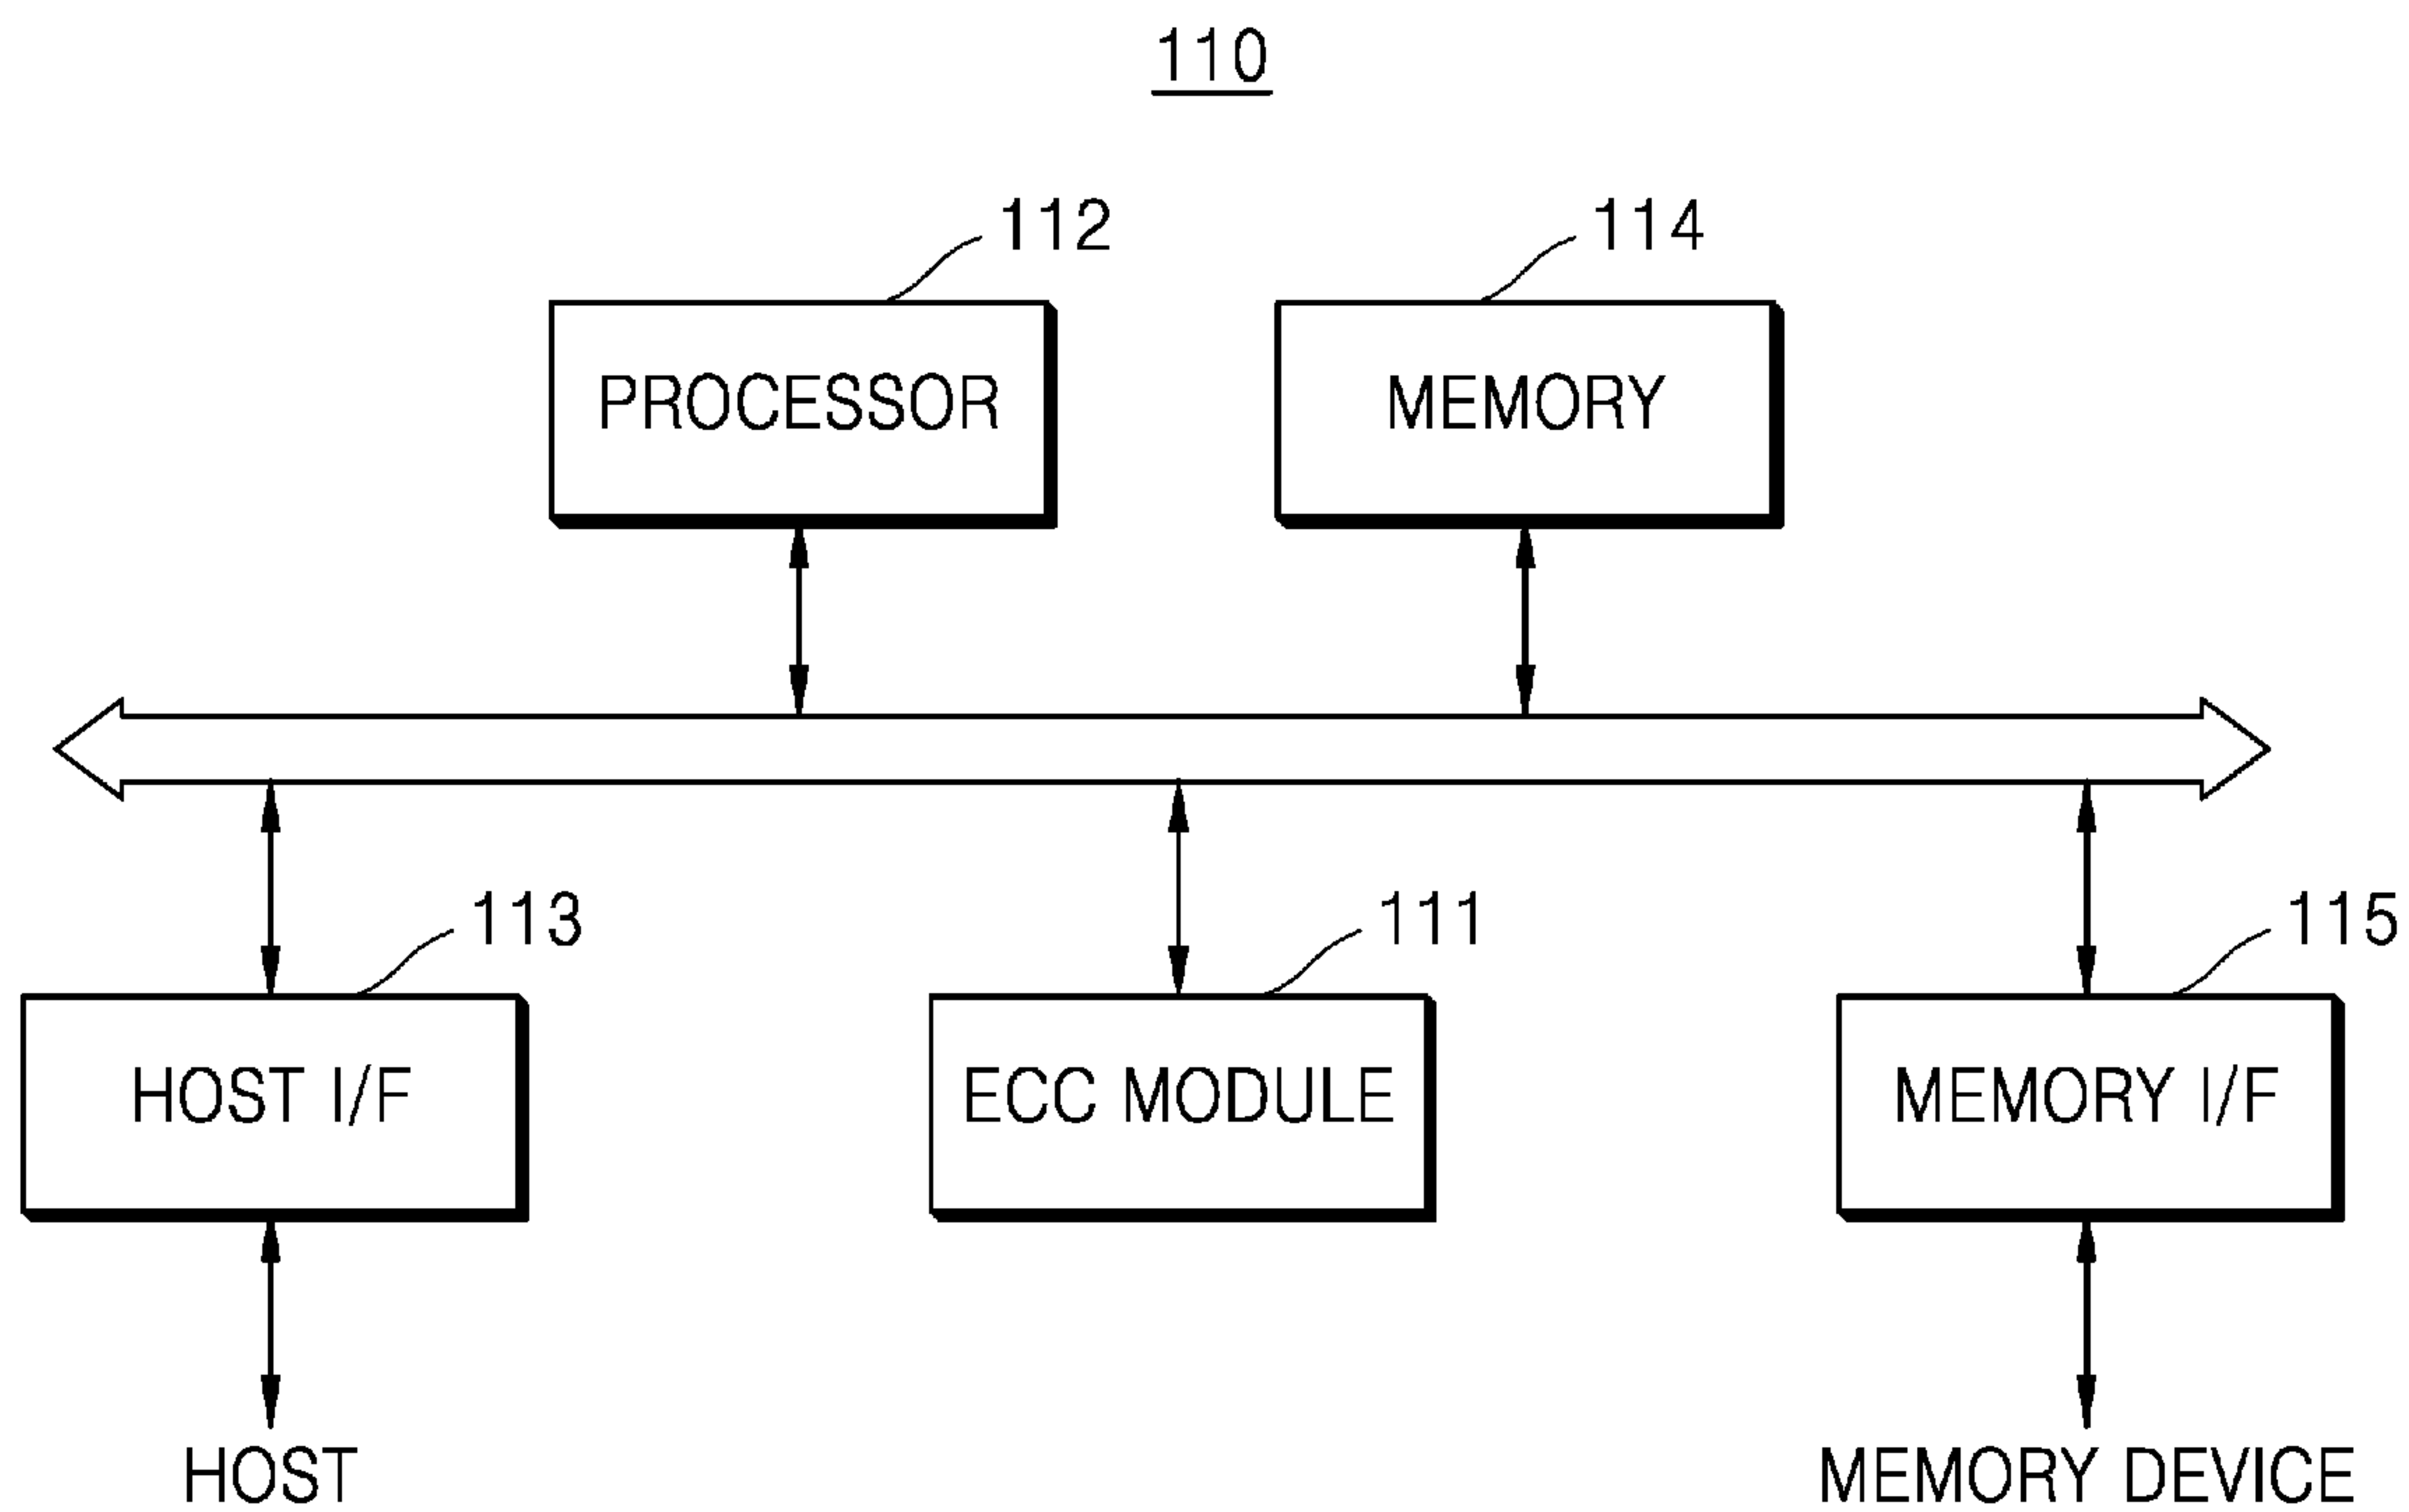 110
112
114
PROCESSOR
MEMORY
113
111
115
HOST I/F
ECC MODULE
MEMORY I/F
HOST
MEMORY DEVICE